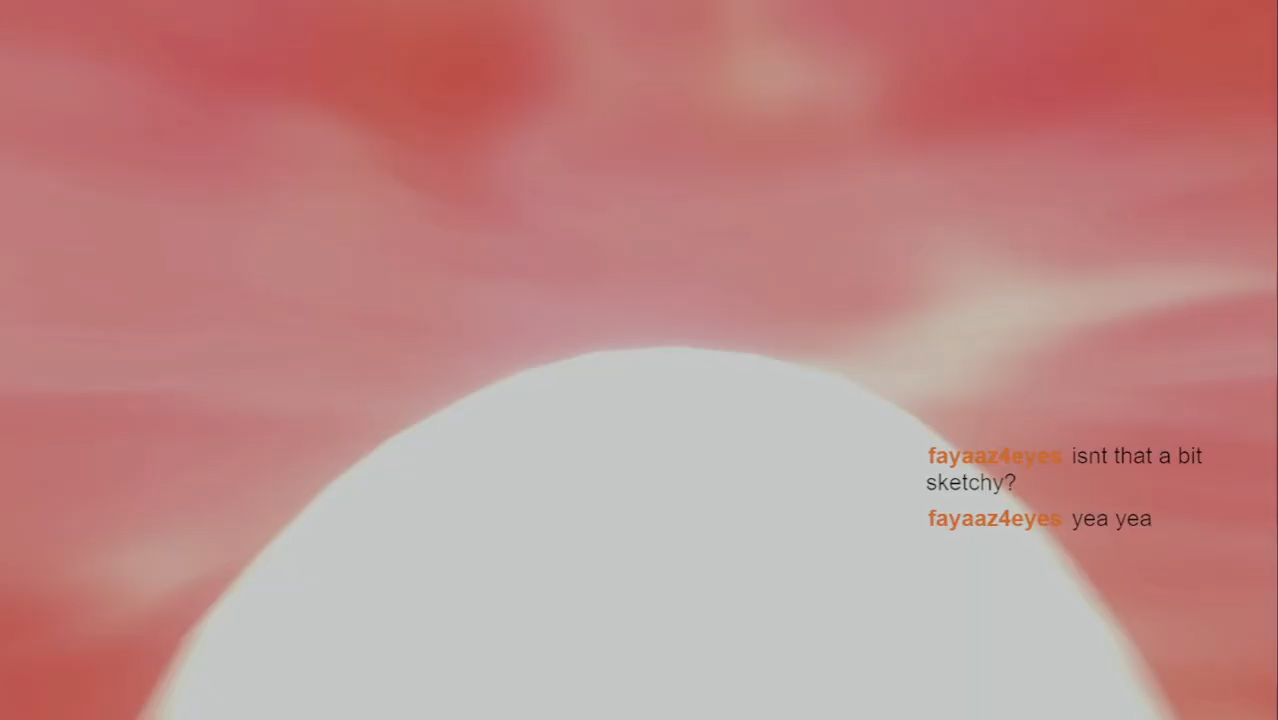 fayaaz4eyes isnt that a bit
sketchy?
fayaaz4eyes yea yea